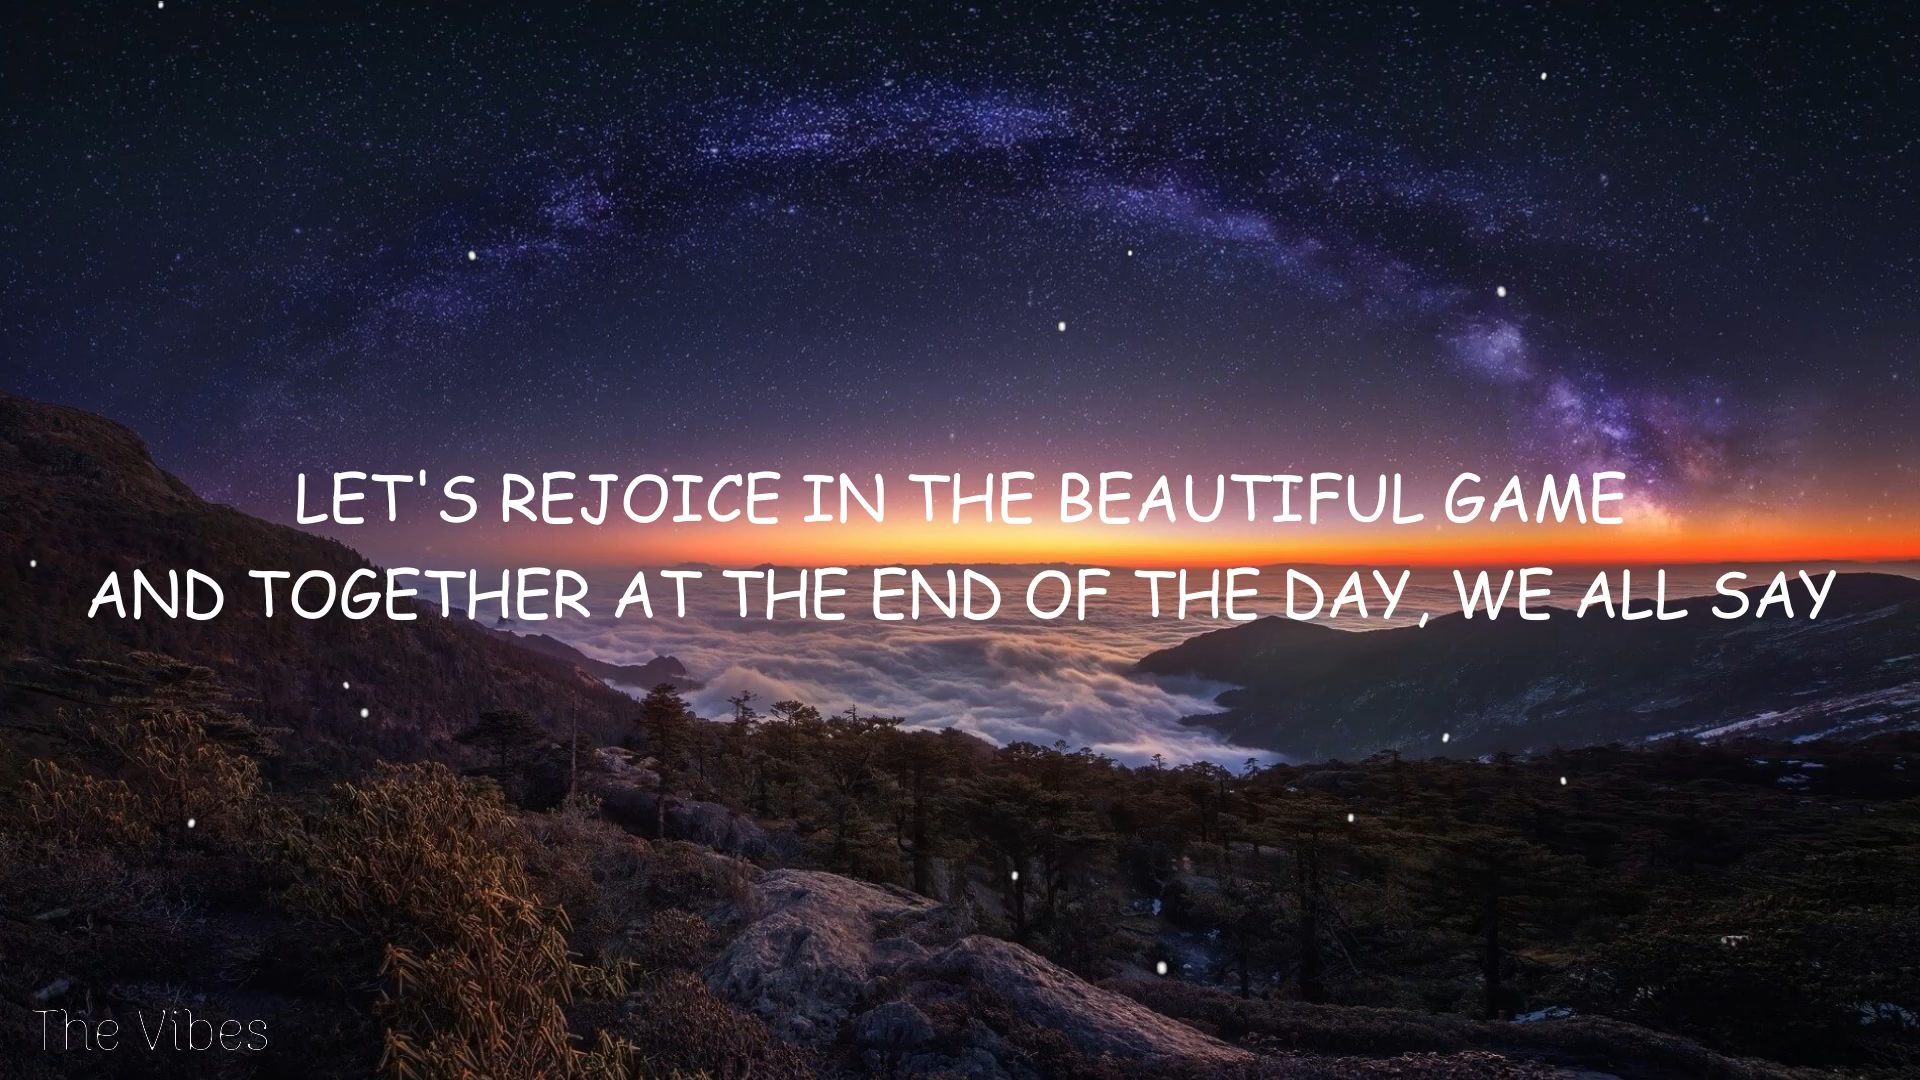 LET'S REJOICE IN THE BEAUTIFUL GAME
AND TOGETHER AT THE END OF THE DAY, WE ALL SAY
The Vibes